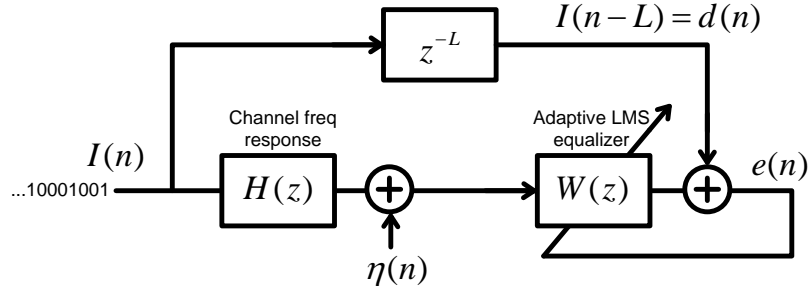 I(n−L) = d(n)
z^{-L}
Channel freq
response
Adaptive LMS
equalizer
I(n)
e(n)
...10001001
H(z)
+
W(z)
+
η(n)